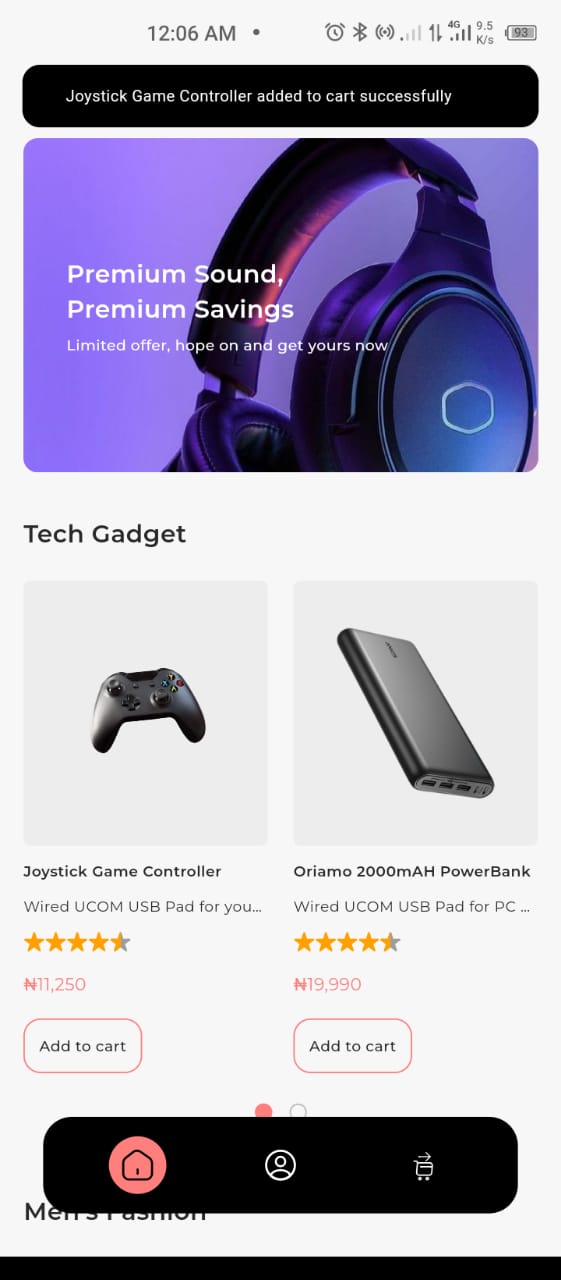 12:06 AM •
4G 9.5 K/s 93
Joystick Game Controller added to cart successfully
Premium Sound,
Premium Savings
Limited offer, hope on and get yours now
Tech Gadget
Joystick Game Controller
Oriamo 2000mAH PowerBank
Wired UCOM USB Pad for you...
Wired UCOM USB Pad for PC ...
₦11,250
₦19,990
Add to cart
Add to cart
Men's Fashion